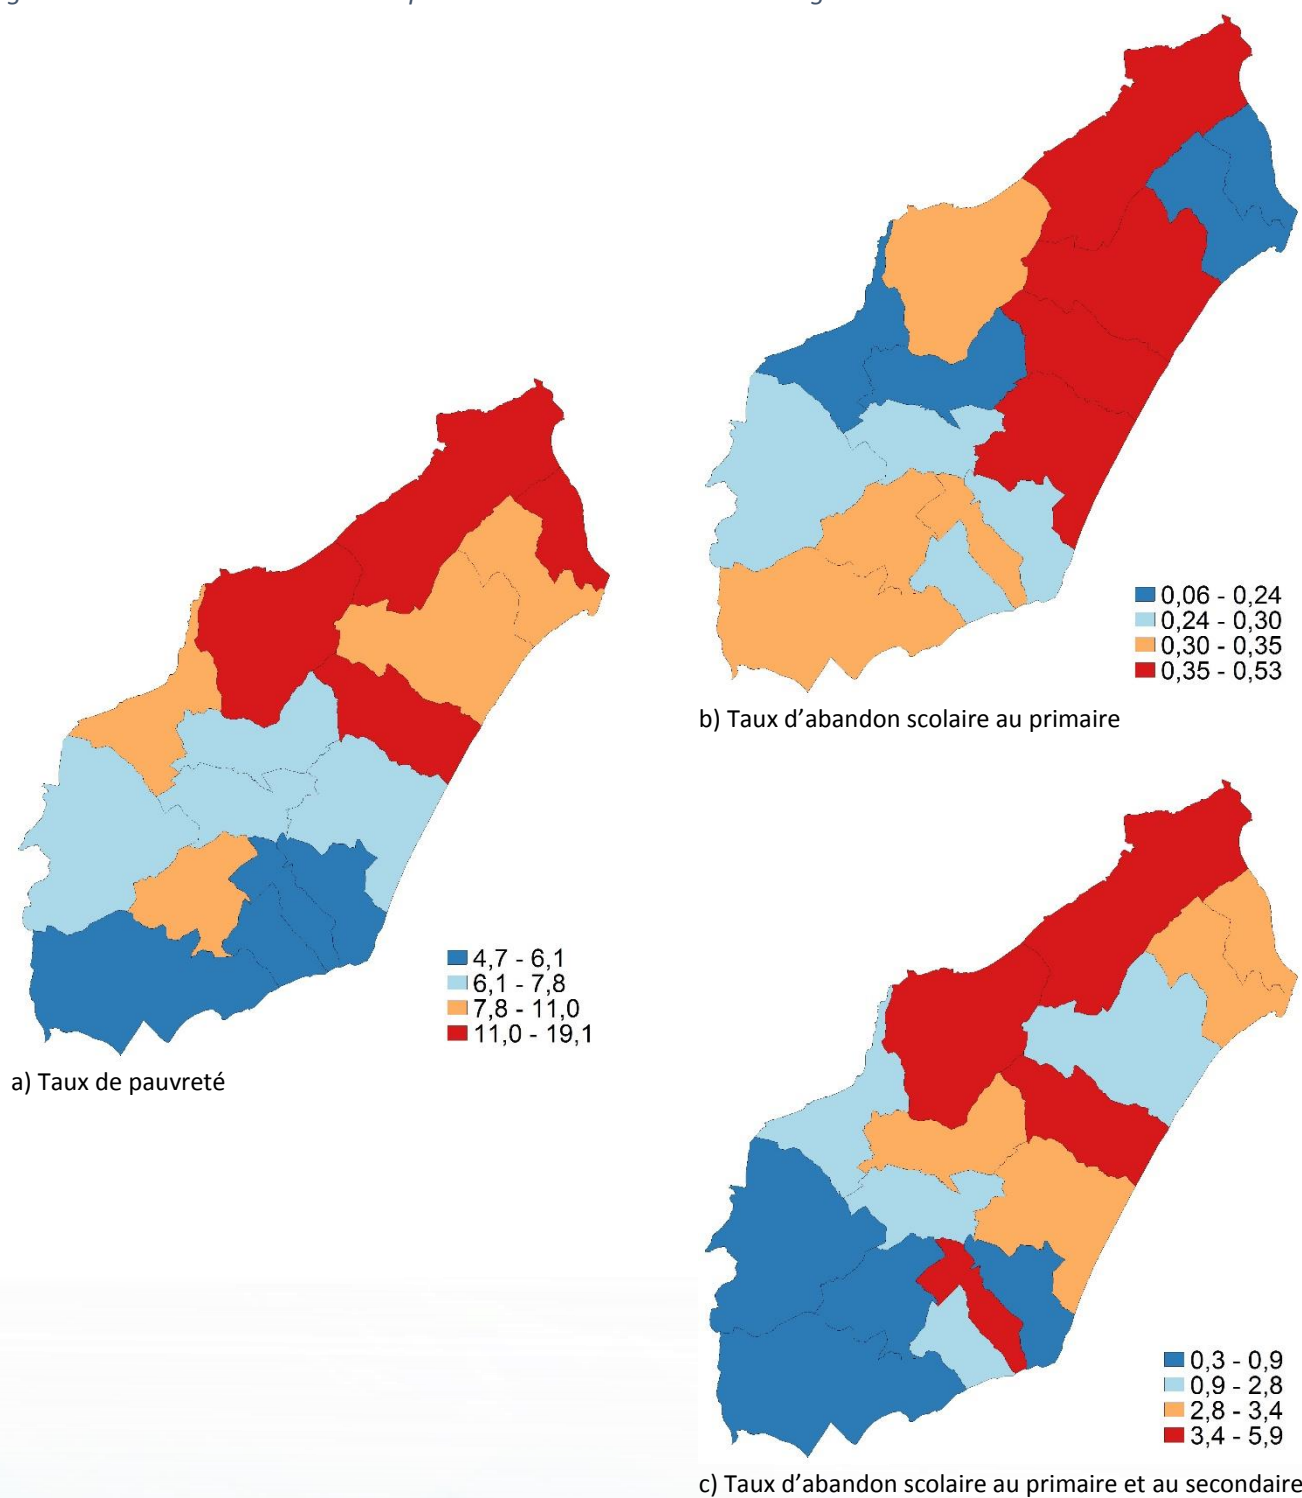 0,06 - 0,24
0,24 - 0,30
0,30 - 0,35
0,35 - 0,53
b) Taux d’abandon scolaire au primaire
4,7 - 6,1
6,1 - 7,8
7,8 - 11,0
11,0 - 19,1
a) Taux de pauvreté
0,3 - 0,9
0,9 - 2,8
2,8 - 3,4
3,4 - 5,9
c) Taux d’abandon scolaire au primaire et au secondaire